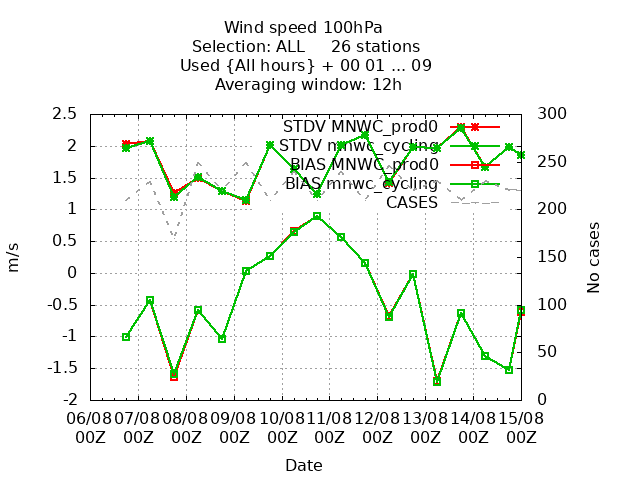 Wind speed 100hPa
Selection: ALL     26 stations
Used {All hours} + 00 01 ... 09
Averaging window: 12h
STDV MNWC_prod0
STDV mnwc_cycling
BIAS MNWC_prod0
BIAS mnwc_cycling
CASES
2.5
2
1.5
1
0.5
0
-0.5
-1
-1.5
-2
m/s
300
250
200
150
100
50
0
No cases
06/08 07/08 08/08 09/08 10/08 11/08 12/08 13/08 14/08 15/08
00Z 00Z 00Z 00Z 00Z 00Z 00Z 00Z 00Z 00Z
Date